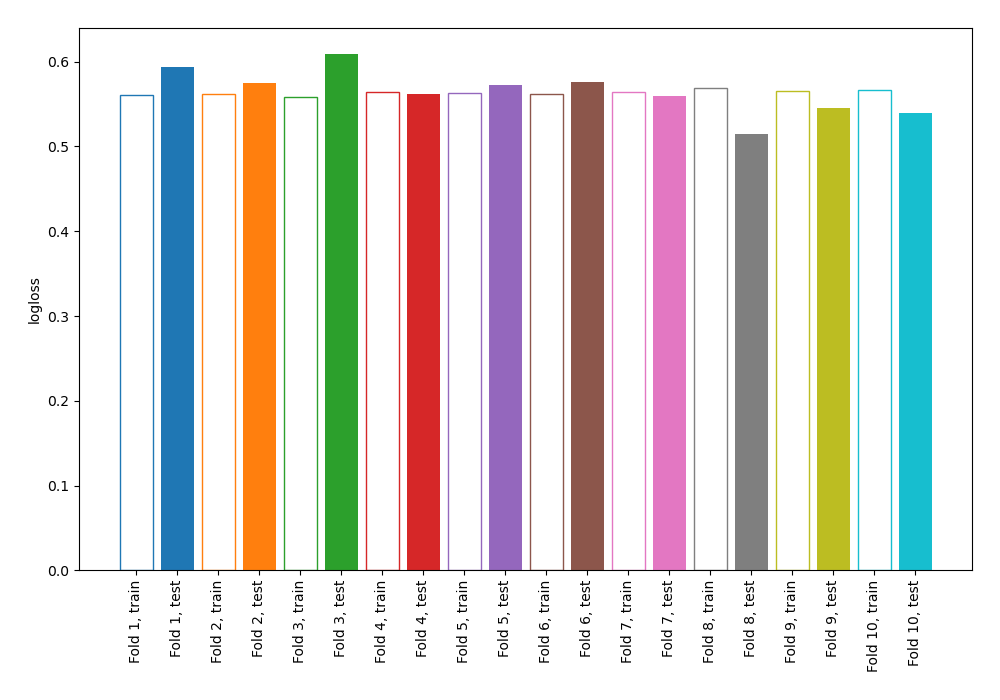 logloss
0.6
0.5
0.4
0.3
0.2
0.1
0.0
Fold 1, train
Fold 1, test
Fold 2, train
Fold 2, test
Fold 3, train
Fold 3, test
Fold 4, train
Fold 4, test
Fold 5, train
Fold 5, test
Fold 6, train
Fold 6, test
Fold 7, train
Fold 7, test
Fold 8, train
Fold 8, test
Fold 9, train
Fold 9, test
Fold 10, train
Fold 10, test